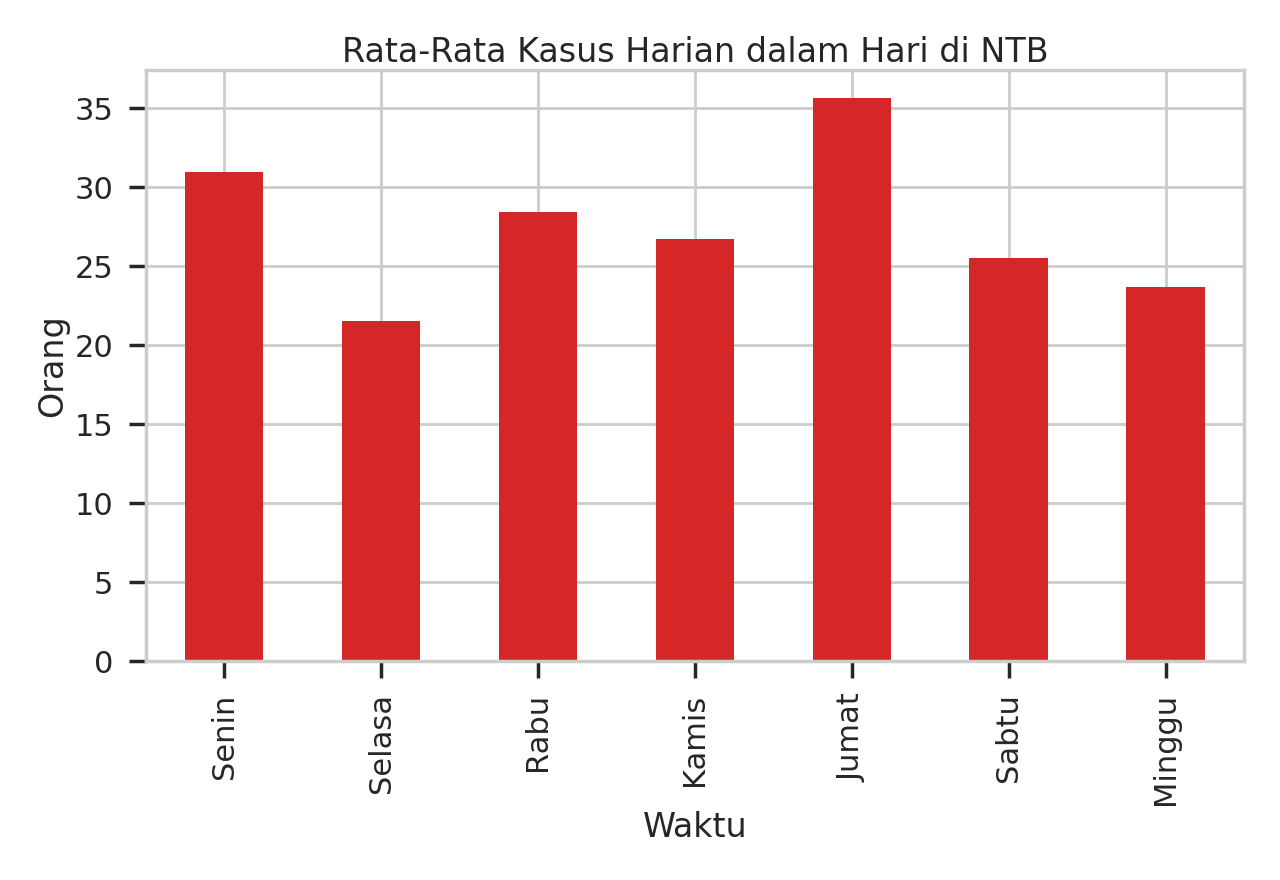 Rata-Rata Kasus Harian dalam Hari di NTB
Orang
35
30
25
20
15
10
5
0
Senin
Selasa
Rabu
Kamis
Jumat
Sabtu
Minggu
Waktu